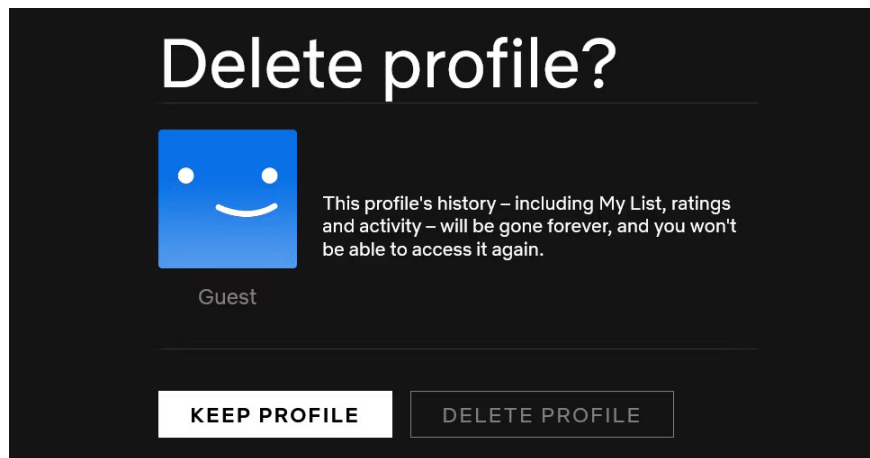 Delete profile?
This profile's history – including My List, ratings
and activity – will be gone forever, and you won't
be able to access it again.
Guest
KEEP PROFILE
DELETE PROFILE